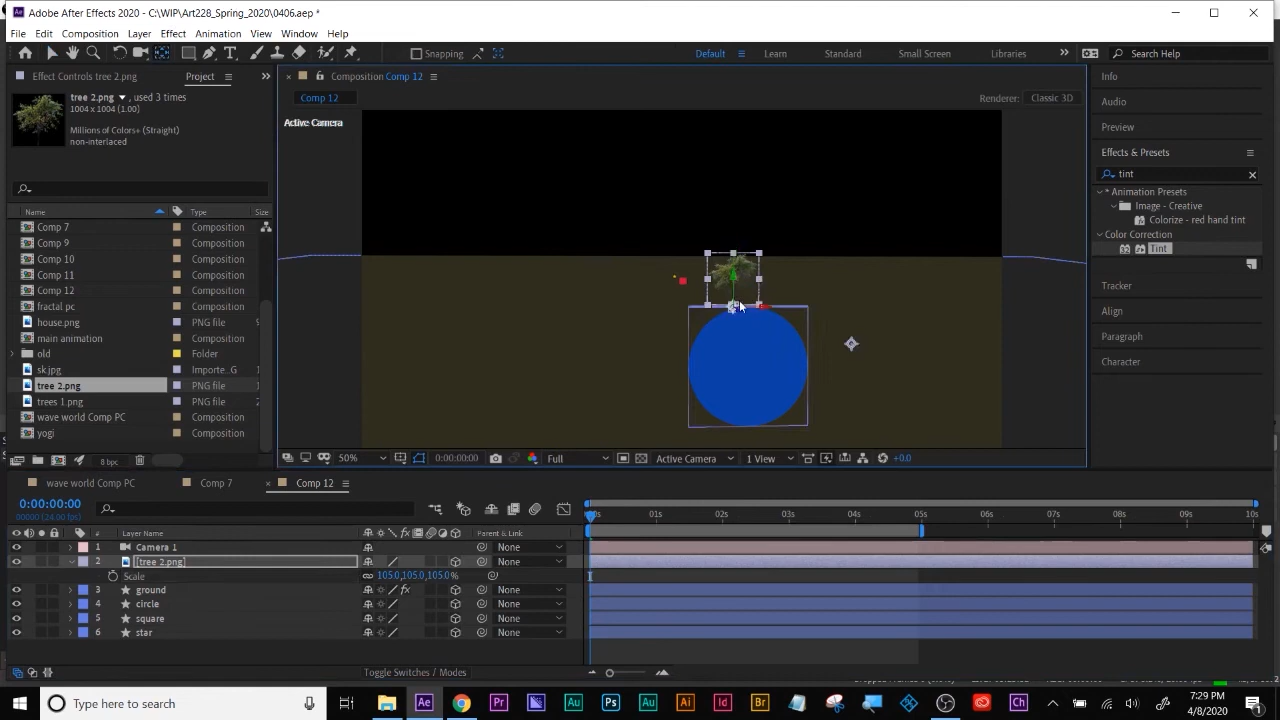 Adobe After Effects 2020 - C:\WIP\Art228_Spring_2020\0406.aep *
File Edit Composition Layer Effect Animation View Window Help
Snapping Default Learn Standard Small Screen Libraries Search Help
Effect Controls tree 2.png Project
Composition Comp 12
Info
tree 2.png , used 3 times
1004 x 1004 (1.00)
Millions of Colors+ (Straight)
non-interlaced
Comp 12
Renderer: Classic 3D
Active Camera
Audio
Preview
Effects & Presets
tint
* Animation Presets
Image - Creative
Colorize - red hand tint
Color Correction
Tint
Tracker
Align
Paragraph
Character
Name Type Size
Comp 7 Composition
Comp 9 Composition
Comp 10 Composition
Comp 11 Composition
Comp 12 Composition
fractal pc Composition
house.png PNG file 9
main animation Composition
old Folder
sk.jpg Importe...G
tree 2.png PNG file 1
trees 1.png PNG file 2
wave world Comp PC Composition
yogi Composition
8 bpc
50% 0:00:00:00 Full Active Camera 1 View +0.0
wave world Comp PC Comp 7 Comp 12
0:00:00:00
00000 (24.00 fps)
01s 02s 03s 04s 05s 06s 07s 08s 09s 10s
# Layer Name Parent & Link
1 Camera 1 None
2 [tree 2.png] None
Scale 105.0,105.0,105.0%
3 ground None
4 circle None
5 square None
6 star None
Toggle Switches / Modes
Type here to search
7:29 PM
4/8/2020